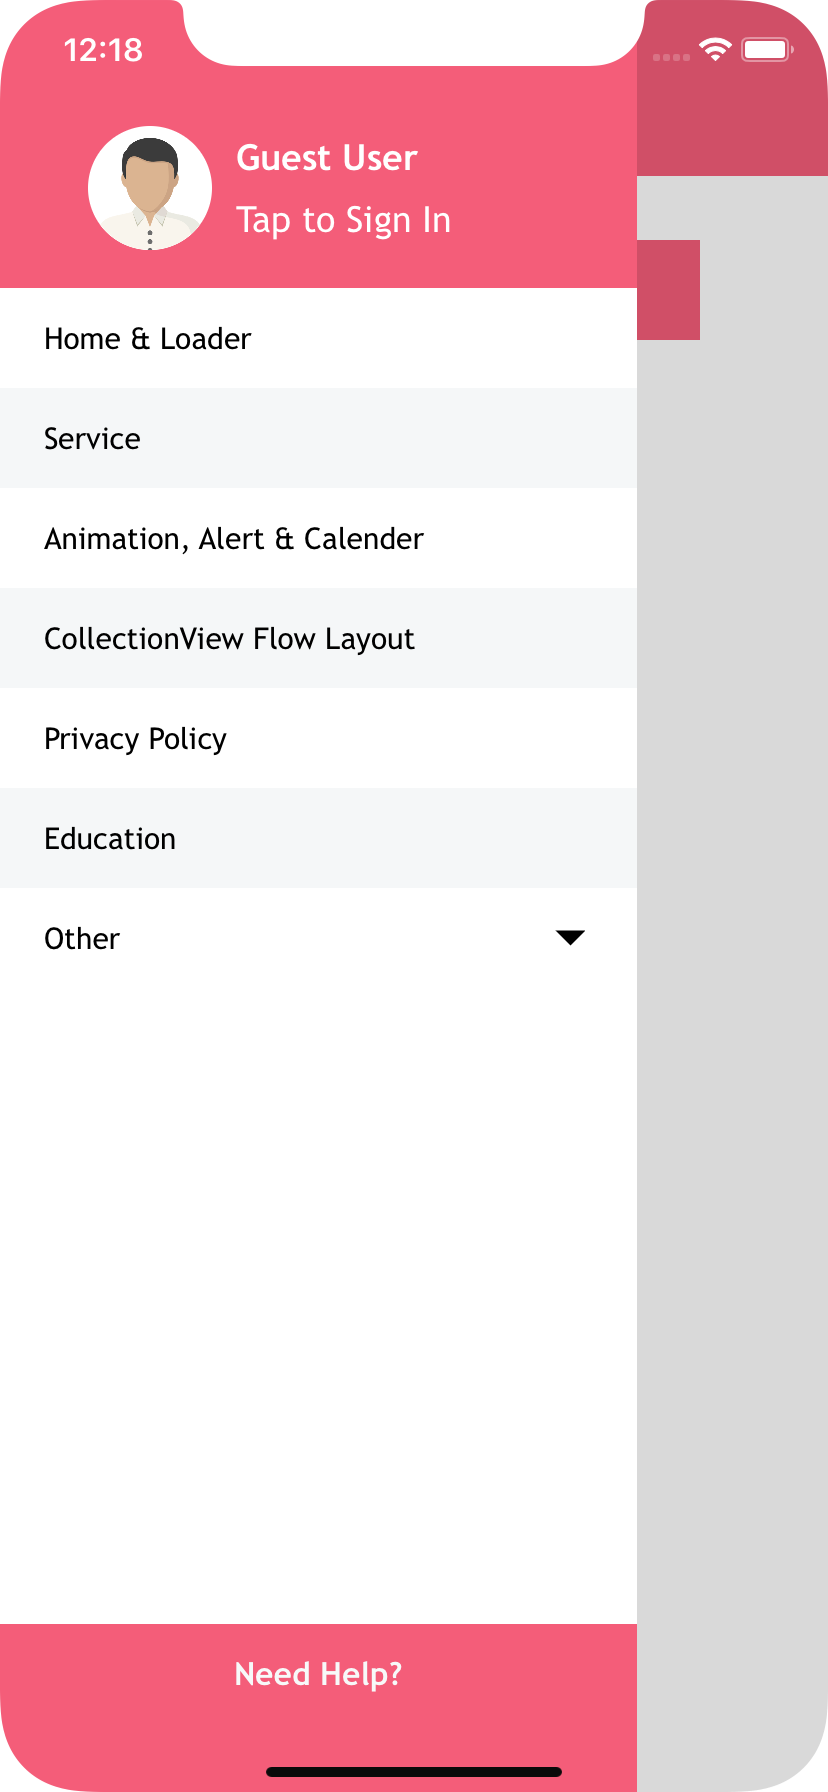 12:18
Guest User
Tap to Sign In
Home & Loader
Service
Animation, Alert & Calender
CollectionView Flow Layout
Privacy Policy
Education
Other
Need Help?